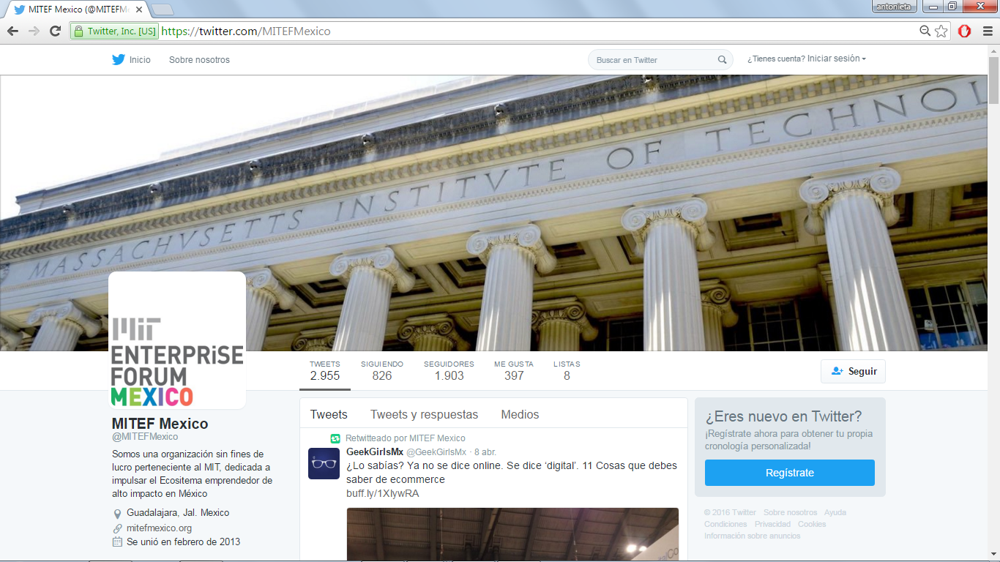 MITEF Mexico (@MITEFMe
antonieta
Twitter, Inc. [US] https://twitter.com/MITEFMexico
Inicio Sobre nosotros Buscar en Twitter ¿Tienes cuenta? Iniciar sesión
MASSACHVSETTS INSTITVTE OF TECHNOL
MIT
ENTERPRISE
FORUM
MEXICO
TWEETS SIGUIENDO SEGUIDORES ME GUSTA LISTAS
2.955 826 1.903 397 8
Seguir
MITEF Mexico
@MITEFMexico
Somos una organización sin fines de
lucro perteneciente al MIT, dedicada a
impulsar el Ecositema emprendedor de
alto impacto en México
Guadalajara, Jal. Mexico
mitefmexico.org
Se unió en febrero de 2013
Tweets Tweets y respuestas Medios
Retwitteado por MITEF Mexico
GeekGirlsMx @GeekGirlsMx · 8 abr.
¿Lo sabías? Ya no se dice online. Se dice ‘digital’. 11 Cosas que debes
saber de ecommerce
buff.ly/1XIywRA
¿Eres nuevo en Twitter?
¡Regístrate ahora para obtener tu propia
cronología personalizada!
Regístrate
© 2016 Twitter Sobre nosotros Ayuda
Condiciones Privacidad Cookies
Información sobre anuncios